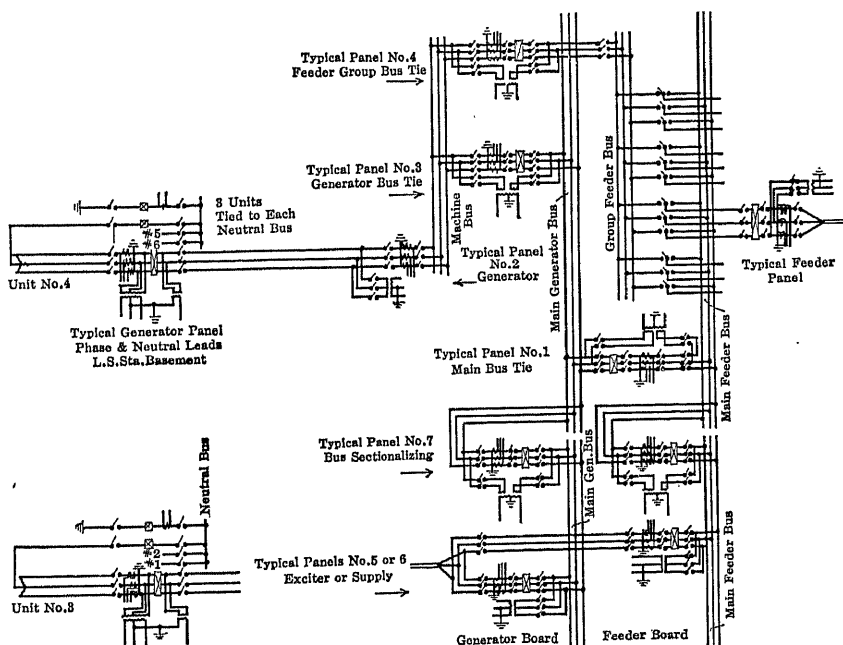 Typical Panel No.4
Feeder Group Bus Tie
Typical Panel No.3
Generator Bus Tie
3 Units
Tied to Each
Neutral Bus
#5
#6
Unit No.4
Typical Generator Panel
Phase & Neutral Leads
L.S.Sta.Basement
Machine
Bus
Typical Panel
No.2
Generator
Main Generator Bus
Group Feeder Bus
Typical Feeder
Panel
Typical Panel No.1
Main Bus Tie
Main Feeder Bus
Typical Panel No.7
Bus Sectionalizing
Main Gen.Bus
Neutral Bus
#2
#1
Unit No.3
Typical Panels No.5 or 6
Exciter or Supply
Main Feeder Bus
Gonerator Board
Feeder Board